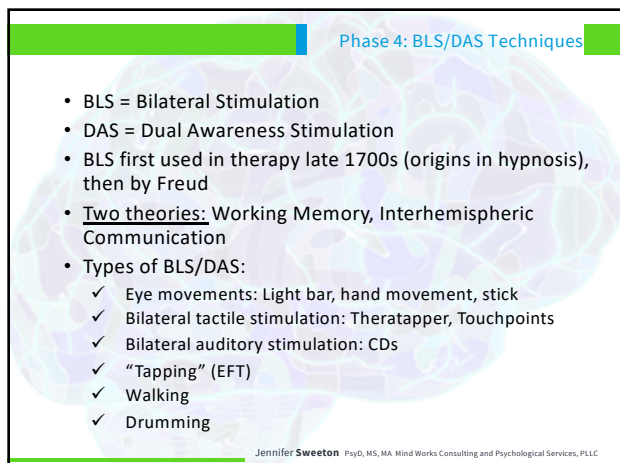 Phase 4: BLS/DAS Techniques
• BLS = Bilateral Stimulation
• DAS = Dual Awareness Stimulation
• BLS first used in therapy late 1700s (origins in hypnosis),
then by Freud
• Two theories: Working Memory, Interhemispheric
Communication
• Types of BLS/DAS:
✓ Eye movements: Light bar, hand movement, stick
✓ Bilateral tactile stimulation: Theratapper, Touchpoints
✓ Bilateral auditory stimulation: CDs
✓ “Tapping” (EFT)
✓ Walking
✓ Drumming
Jennifer Sweeton PsyD, MS, MA Mind Works Consulting and Psychological Services, PLLC